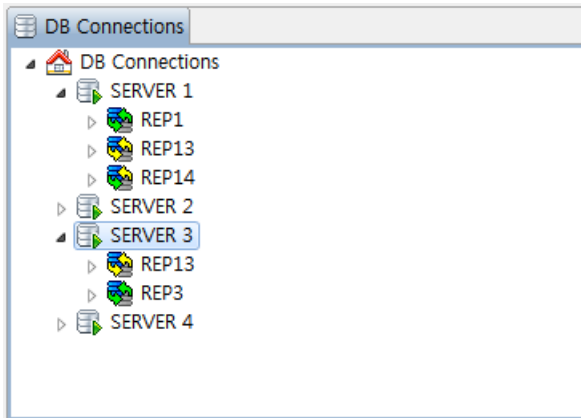 DB Connections
DB Connections
SERVER 1
REP1
REP13
REP14
SERVER 2
SERVER 3
REP13
REP3
SERVER 4